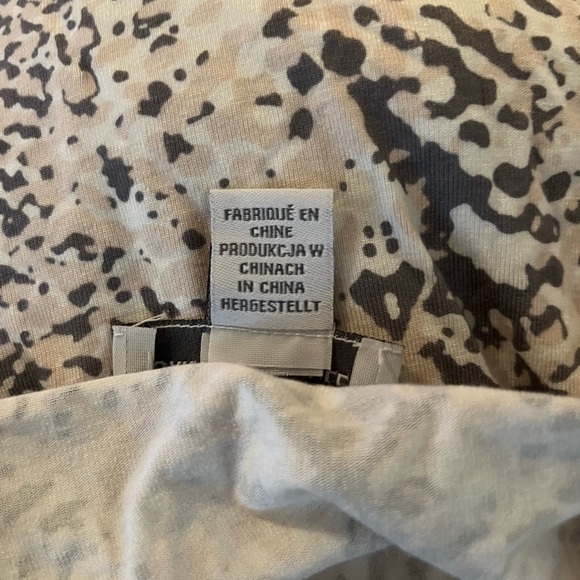 FABRIQUÉ EN
CHINE
PRODUKCJA W
CHINACH
IN CHINA
HERGESTELLT